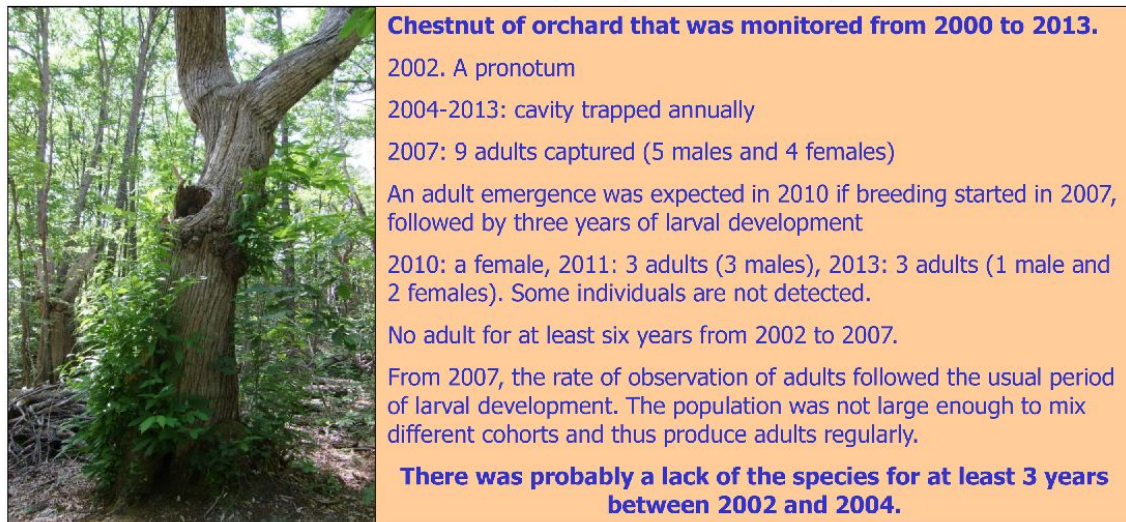 Chestnut of orchard that was monitored from 2000 to 2013.
2002. A pronotum
2004-2013: cavity trapped annually
2007: 9 adults captured (5 males and 4 females)
An adult emergence was expected in 2010 if breeding started in 2007,
followed by three years of larval development
2010: a female, 2011: 3 adults (3 males), 2013: 3 adults (1 male and
2 females). Some individuals are not detected.
No adult for at least six years from 2002 to 2007.
From 2007, the rate of observation of adults followed the usual period
of larval development. The population was not large enough to mix
different cohorts and thus produce adults regularly.
There was probably a lack of the species for at least 3 years
between 2002 and 2004.